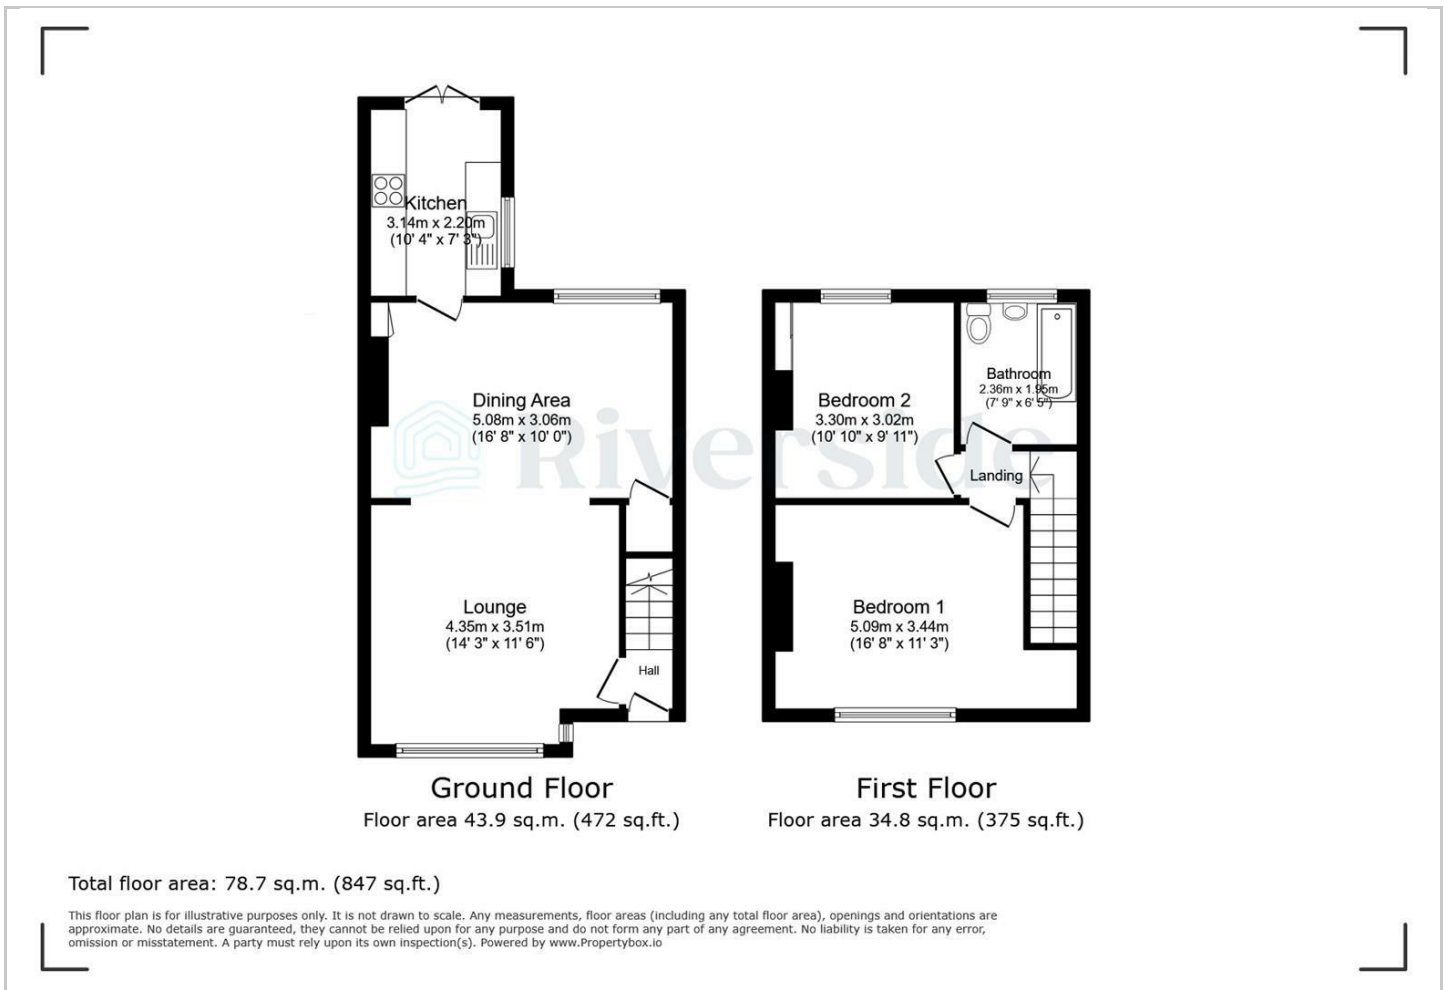 Kitchen
3.14m x 2.20m
(10' 4" x 7' 3")
Dining Area
5.08m x 3.06m
(16' 8" x 10' 0")
Lounge
4.35m x 3.51m
(14' 3" x 11' 6")
Hall
Bedroom 2
3.30m x 3.02m
(10' 10" x 9' 11")
Bathroom
2.36m x 1.95m
(7' 9" x 6' 5")
Landing
Bedroom 1
5.09m x 3.44m
(16' 8" x 11' 3")
Riverside
Ground Floor
Floor area 43.9 sq.m. (472 sq.ft.)
First Floor
Floor area 34.8 sq.m. (375 sq.ft.)
Total floor area: 78.7 sq.m. (847 sq.ft.)
This floor plan is for illustrative purposes only. It is not drawn to scale. Any measurements, floor areas (including any total floor area), openings and orientations are
approximate. No details are guaranteed, they cannot be relied upon for any purpose and do not form any part of any agreement. No liability is taken for any error,
omission or misstatement. A party must rely upon its own inspection(s). Powered by www.Propertybox.io